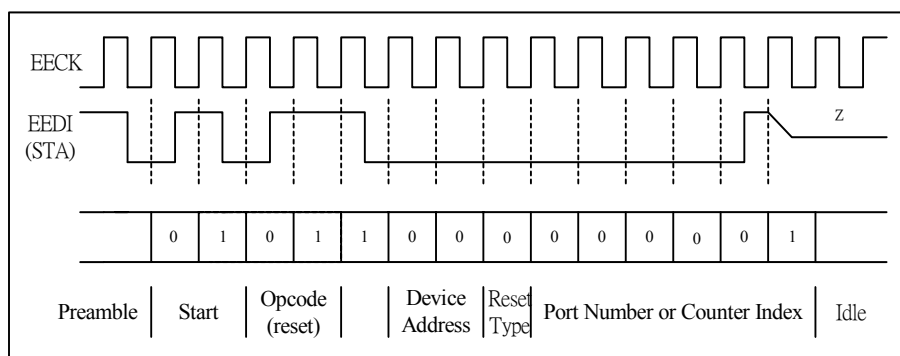 EECK
EEDI
(STA)
Z
0 1 0 1 1 0 0 0 0 0 0 0 0 1
Preamble Start Opcode (reset) Device Address Reset Type Port Number or Counter Index Idle